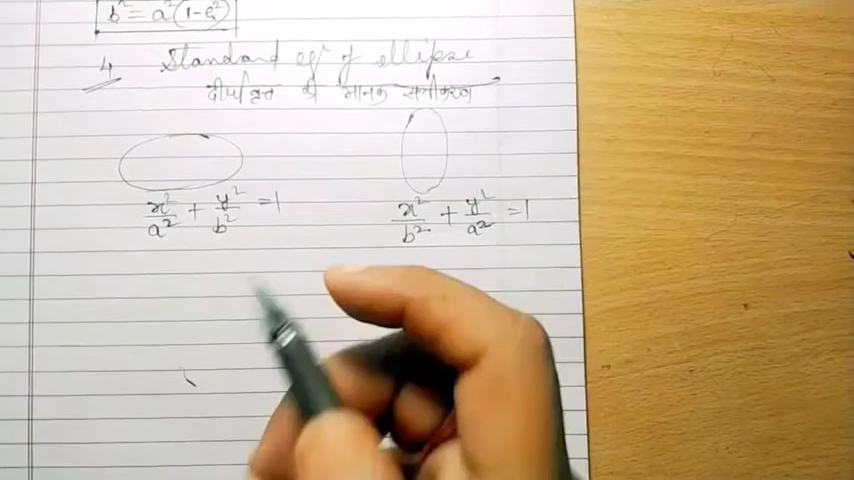 b² = a²(1-e²)
4 Standard eqⁿ of ellipse
दीर्घवृत्त की मानक समीकरण
x²/a² + y²/b² = 1
x²/b² + y²/a² = 1